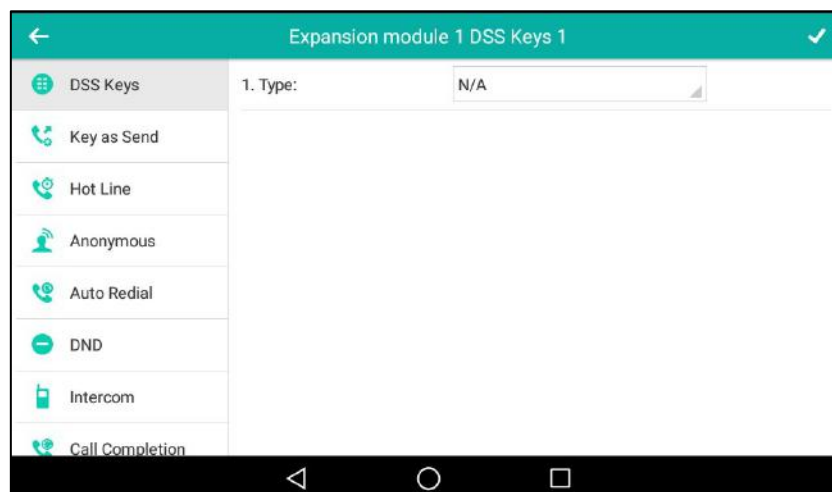 Expansion module 1 DSS Keys 1
DSS Keys
1. Type:
N/A
Key as Send
Hot Line
Anonymous
Auto Redial
DND
Intercom
Call Completion